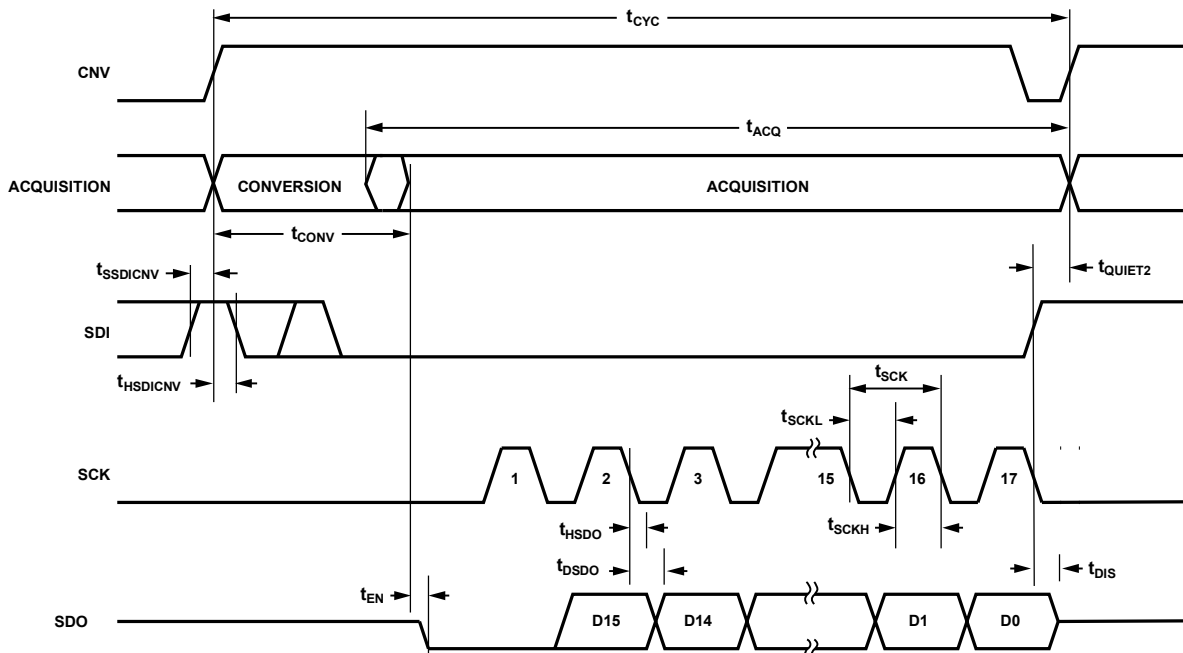 tCYC
CNV
tACQ
ACQUISITION CONVERSION ACQUISITION
tCONV
tSSDICNV
tQUIET2
SDI
tHSDICNV
tSCK
tSCKL
SCK 1 2 3 15 16 17
tHSDO
tSCKH
tDSDO
tDIS
tEN
SDO D15 D14 D1 D0